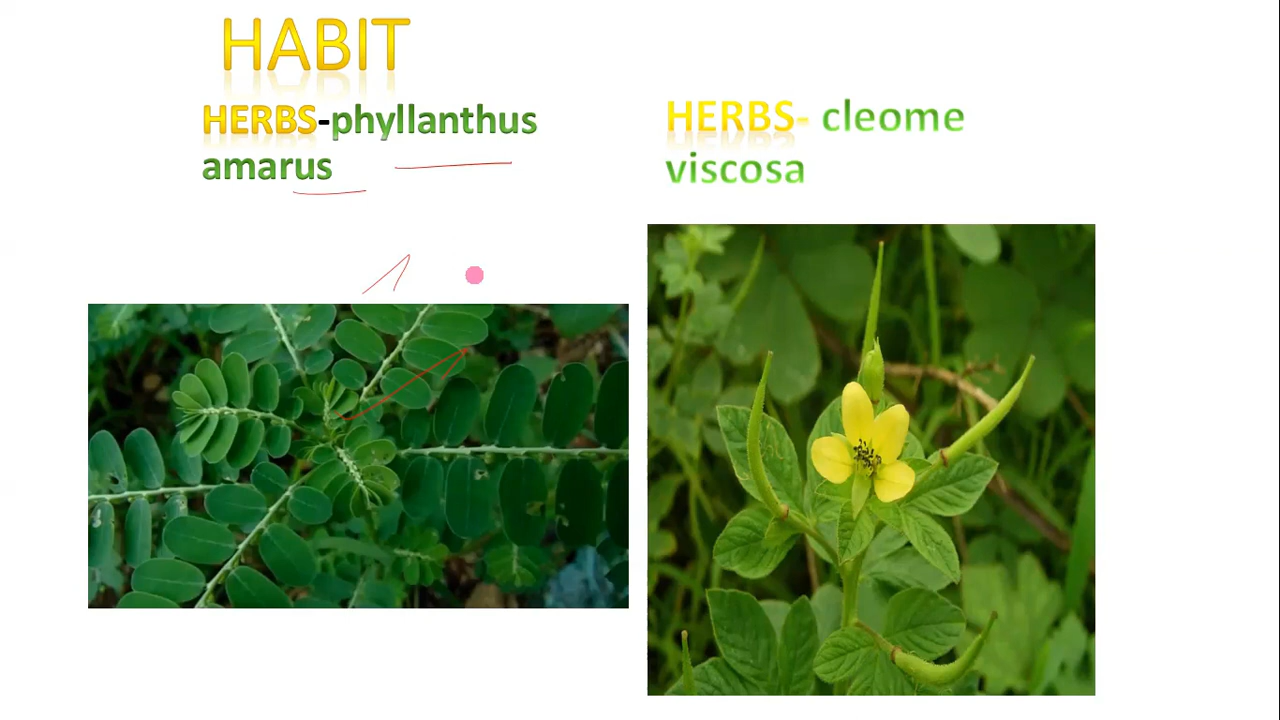 HABIT
HERBS-phyllanthus
amarus
HERBS- cleome
viscosa